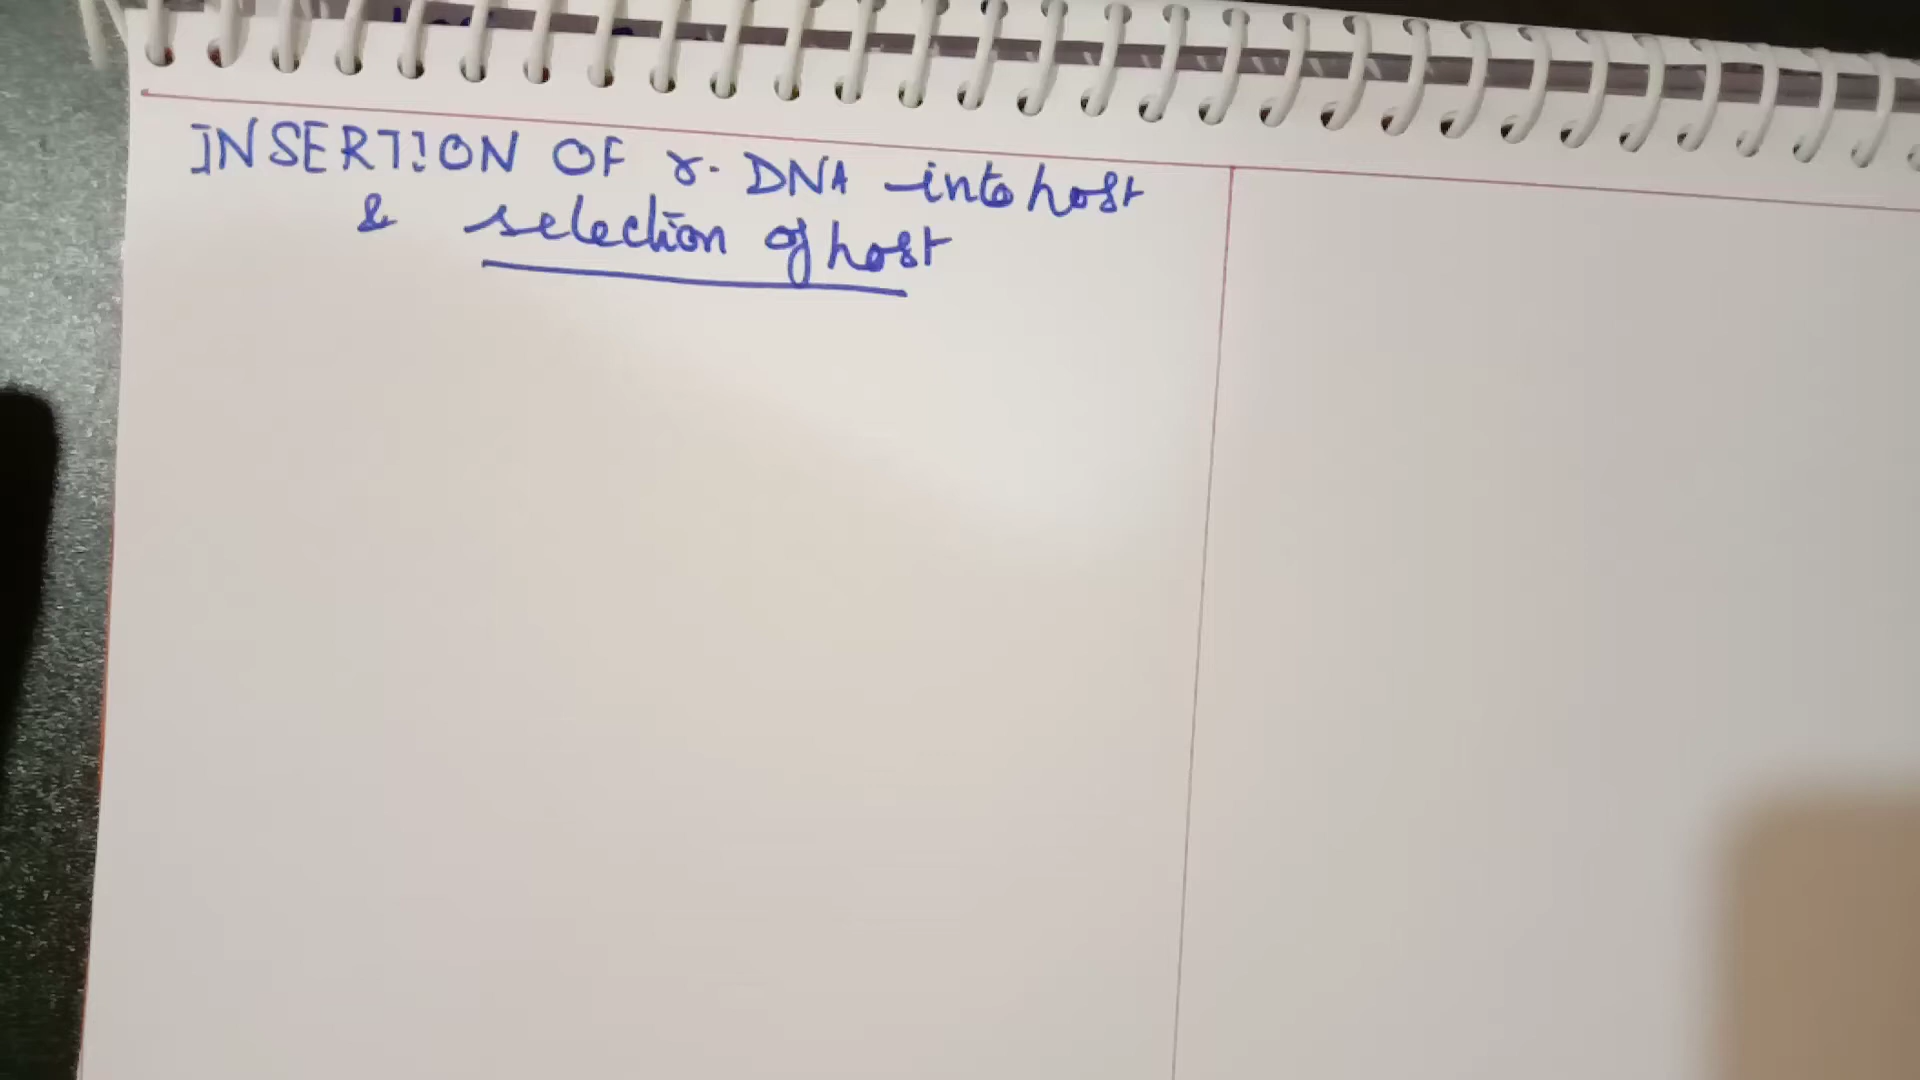 INSERTION OF r. DNA into host
& selection of host